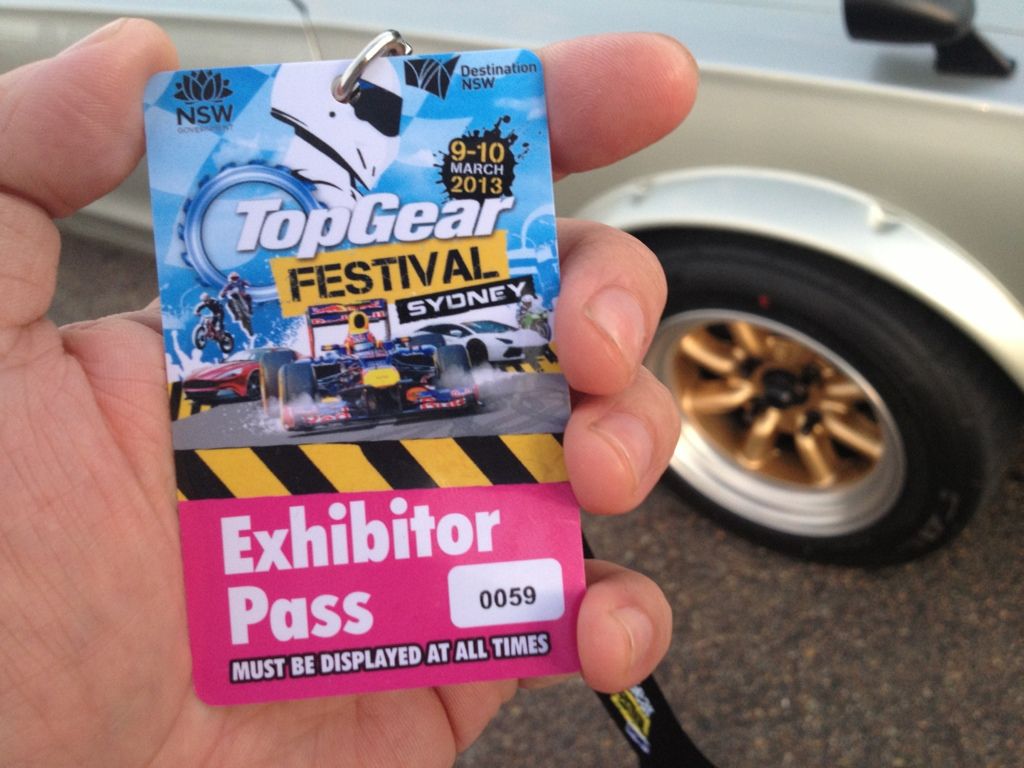 NSW
GOVERNMENT
Destination
NSW
9-10
MARCH
2013
TopGear
FESTIVAL
SYDNEY
Exhibitor
Pass
0059
MUST BE DISPLAYED AT ALL TIMES